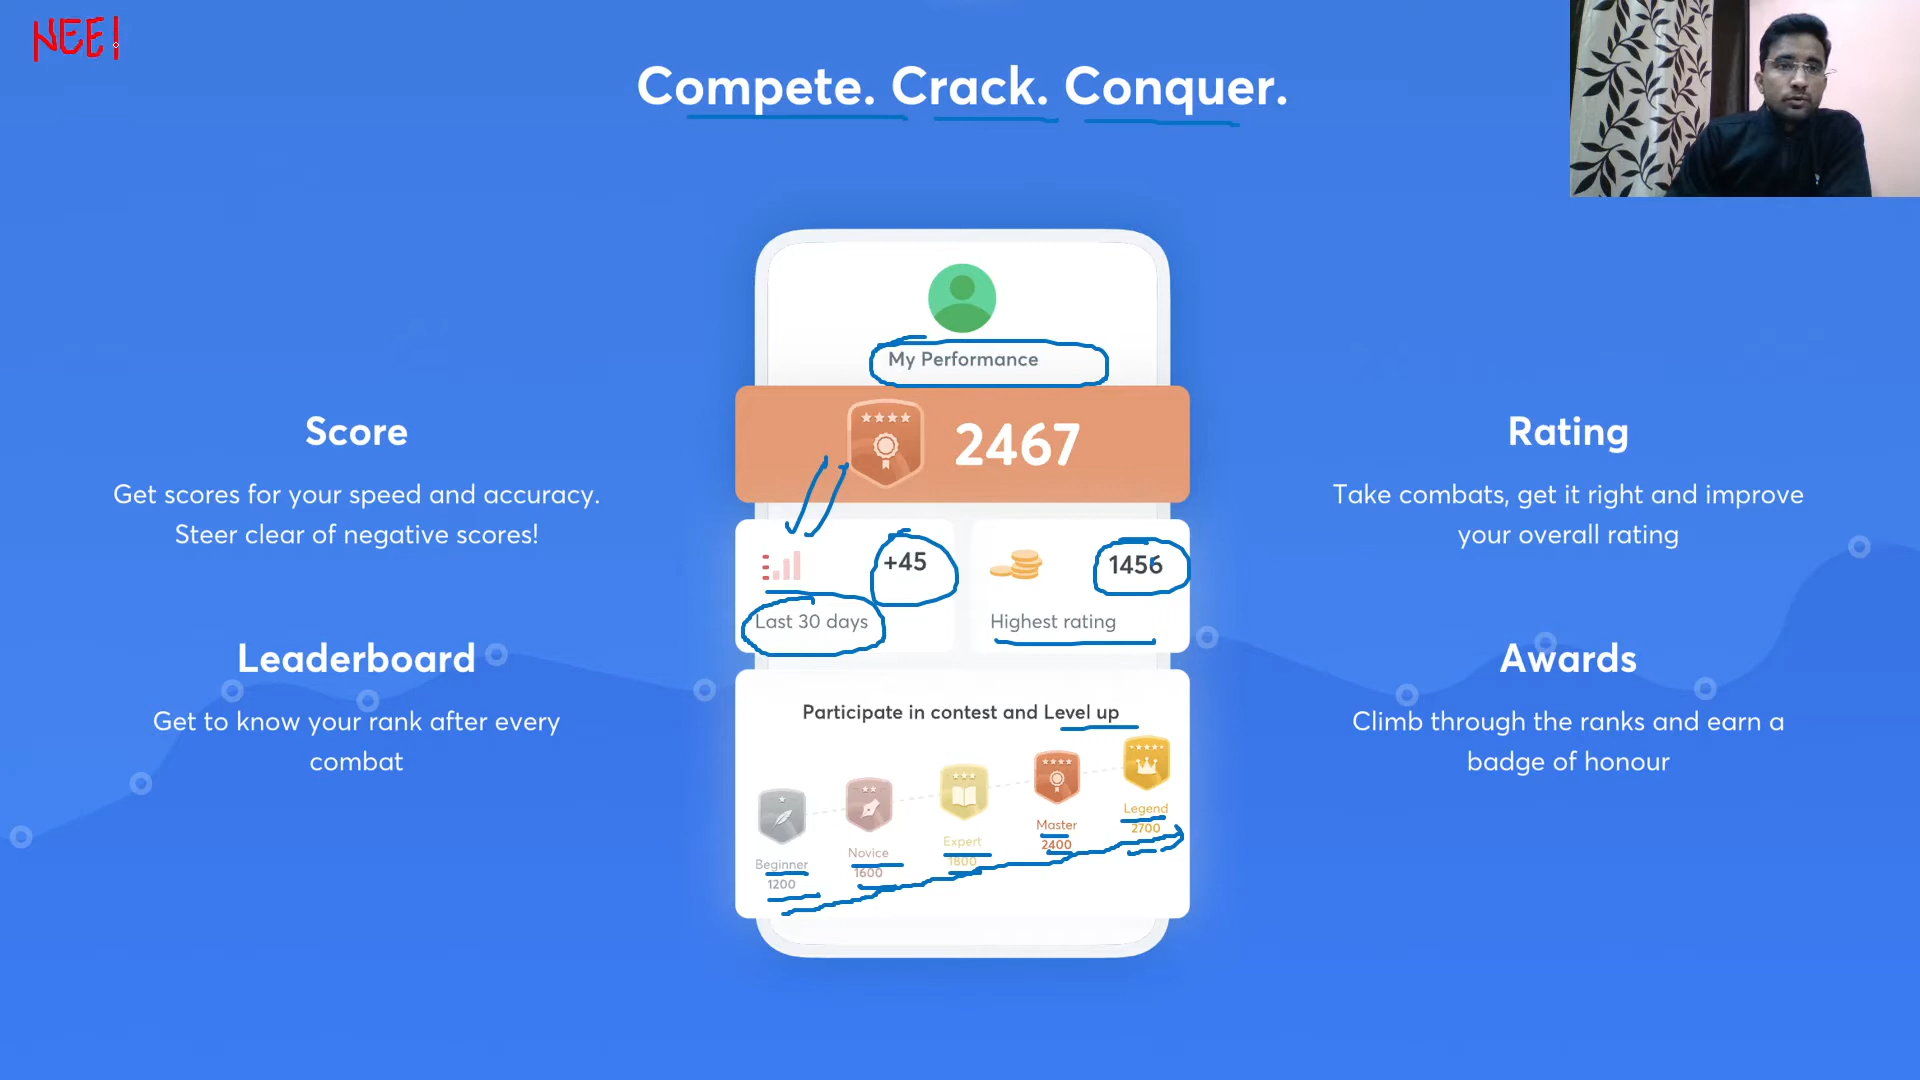 NEE
Compete. Crack. Conquer.
My Performance
2467
+45
Last 30 days
1456
Highest rating
Participate in contest and Level up
Beginner
1200
Novice
1600
Expert
1800
Master
2400
Legend
2700
Score
Get scores for your speed and accuracy.
Steer clear of negative scores!
Leaderboard
Get to know your rank after every
combat
Rating
Take combats, get it right and improve
your overall rating
Awards
Climb through the ranks and earn a
badge of honour